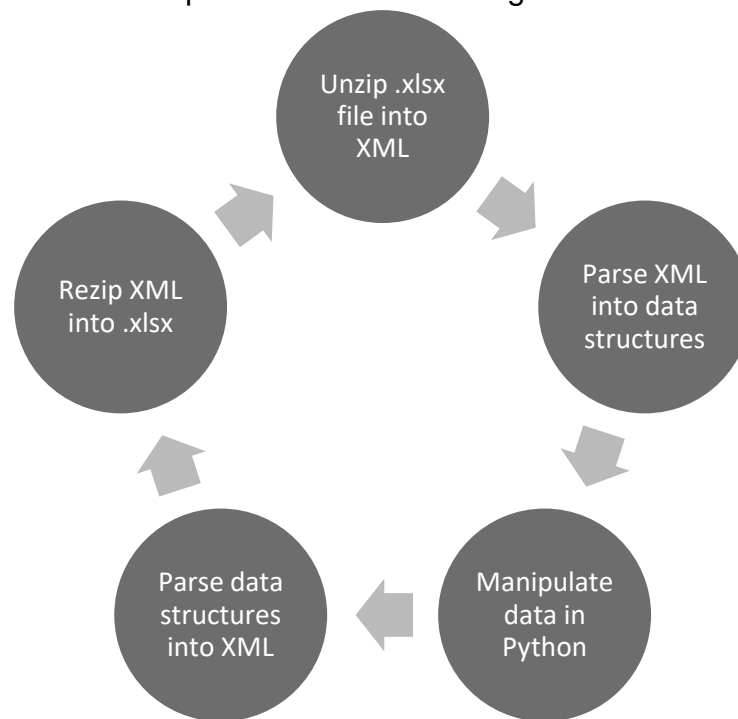 Unzip .xlsx
file into
XML
Parse XML
into data
structures
Manipulate
data in
Python
Parse data
structures
into XML
Rezip XML
into .xlsx